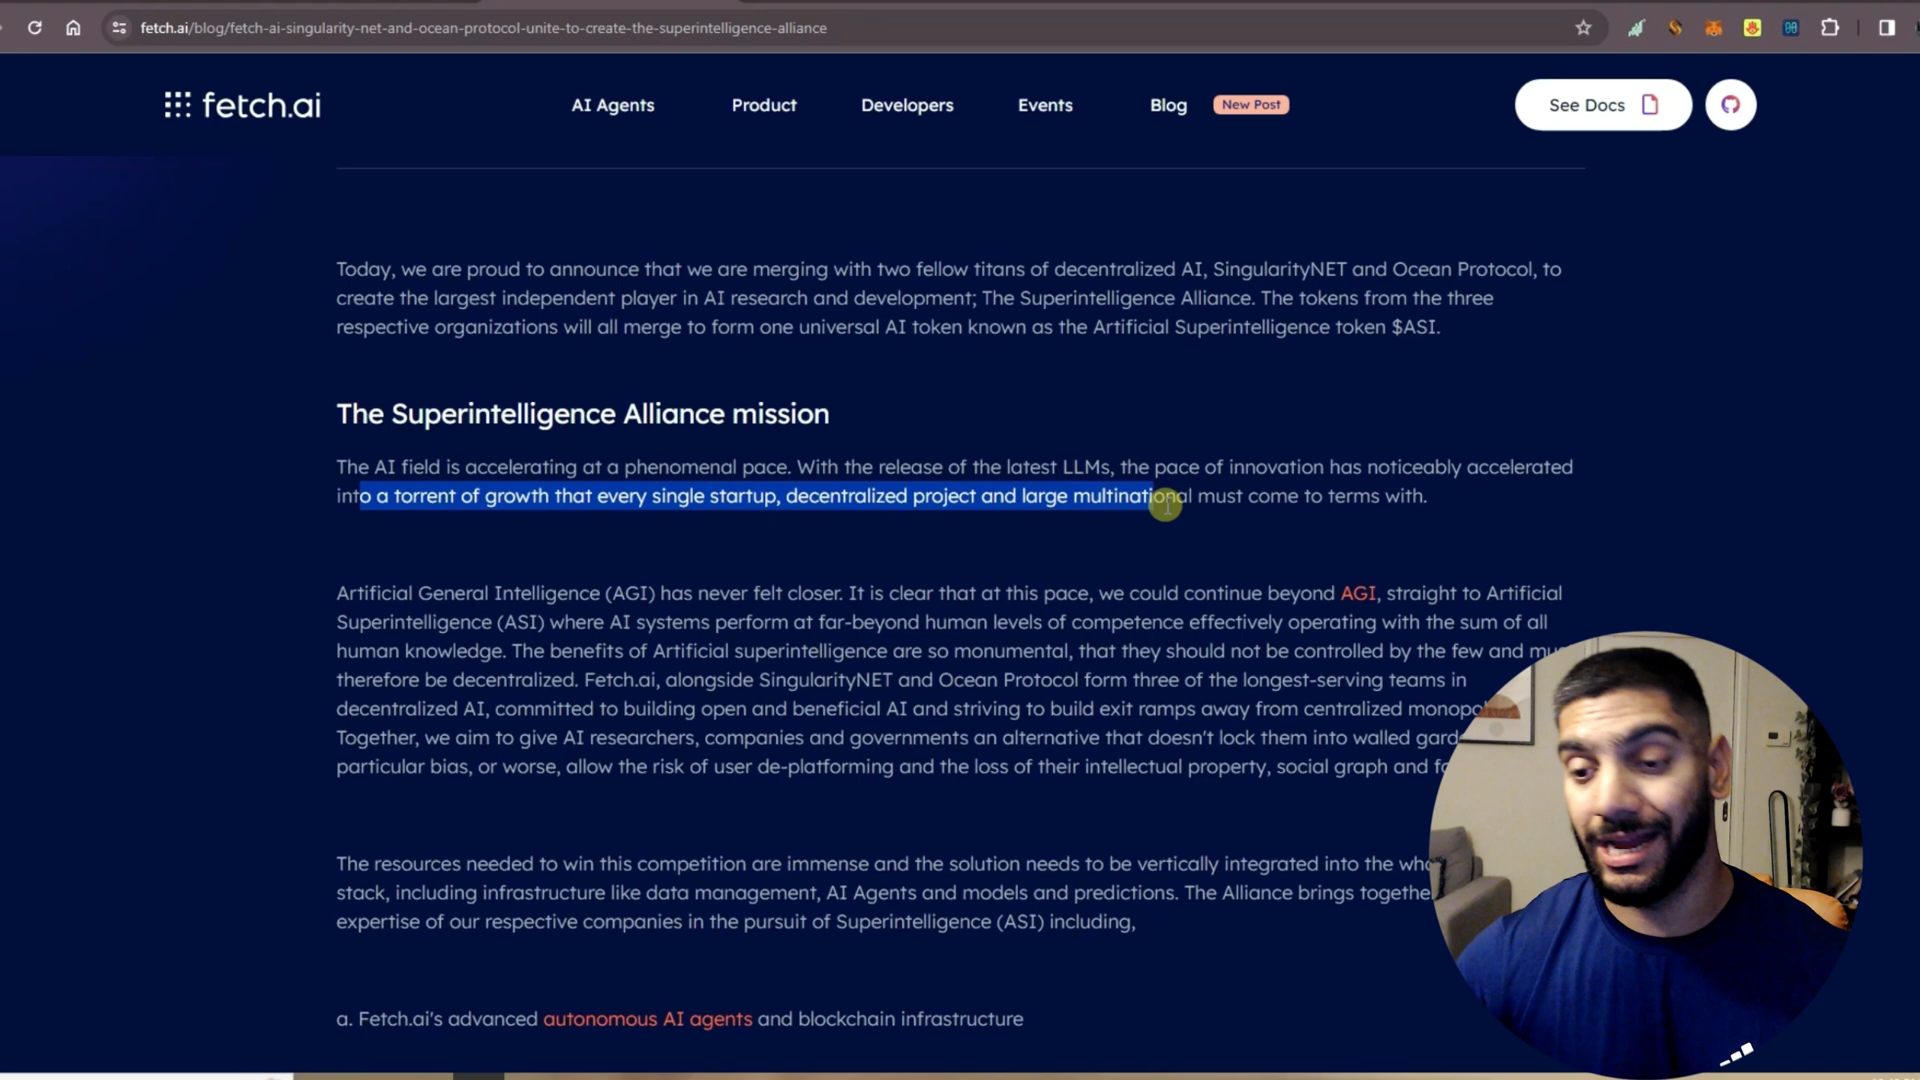 fetch.ai/blog/fetch-ai-singularity-net-and-ocean-protocol-unite-to-create-the-superintelligence-alliance
fetch.ai
AI Agents
Product
Developers
Events
Blog
New Post
See Docs
Today, we are proud to announce that we are merging with two fellow titans of decentralized AI, SingularityNET and Ocean Protocol, to
create the largest independent player in AI research and development; The Superintelligence Alliance. The tokens from the three
respective organizations will all merge to form one universal AI token known as the Artificial Superintelligence token $ASI.
The Superintelligence Alliance mission
The AI field is accelerating at a phenomenal pace. With the release of the latest LLMs, the pace of innovation has noticeably accelerated
into a torrent of growth that every single startup, decentralized project and large multinational must come to terms with.
Artificial General Intelligence (AGI) has never felt closer. It is clear that at this pace, we could continue beyond AGI, straight to Artificial
Superintelligence (ASI) where AI systems perform at far-beyond human levels of competence effectively operating with the sum of all
human knowledge. The benefits of Artificial superintelligence are so monumental, that they should not be controlled by the few and
therefore be decentralized. Fetch.ai, alongside SingularityNET and Ocean Protocol form three of the longest-serving teams in
decentralized AI, committed to building open and beneficial AI and striving to build exit ramps away from centralized
Together, we aim to give AI researchers, companies and governments an alternative that doesn't lock them into walled
particular bias, or worse, allow the risk of user de-platforming and the loss of their intellectual property, social graph and
The resources needed to win this competition are immense and the solution needs to be vertically integrated into the
stack, including infrastructure like data management, AI Agents and models and predictions. The Alliance brings
expertise of our respective companies in the pursuit of Superintelligence (ASI) including,
a. Fetch.ai's advanced autonomous AI agents and blockchain infrastructure